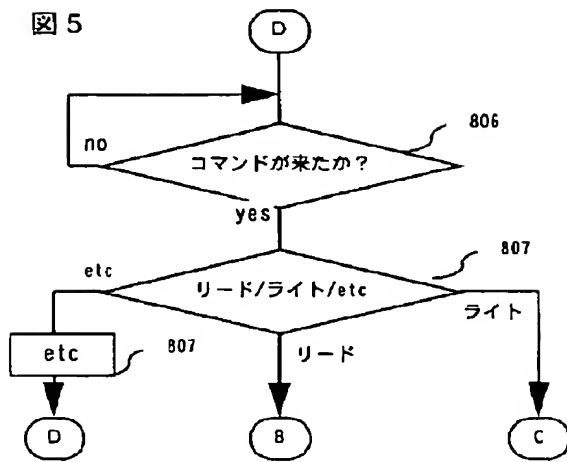 図5
D
806
no
コマンドが来たか？
yes
807
etc
リード/ライト/etc
ライト
etc
807
リード
D
B
C